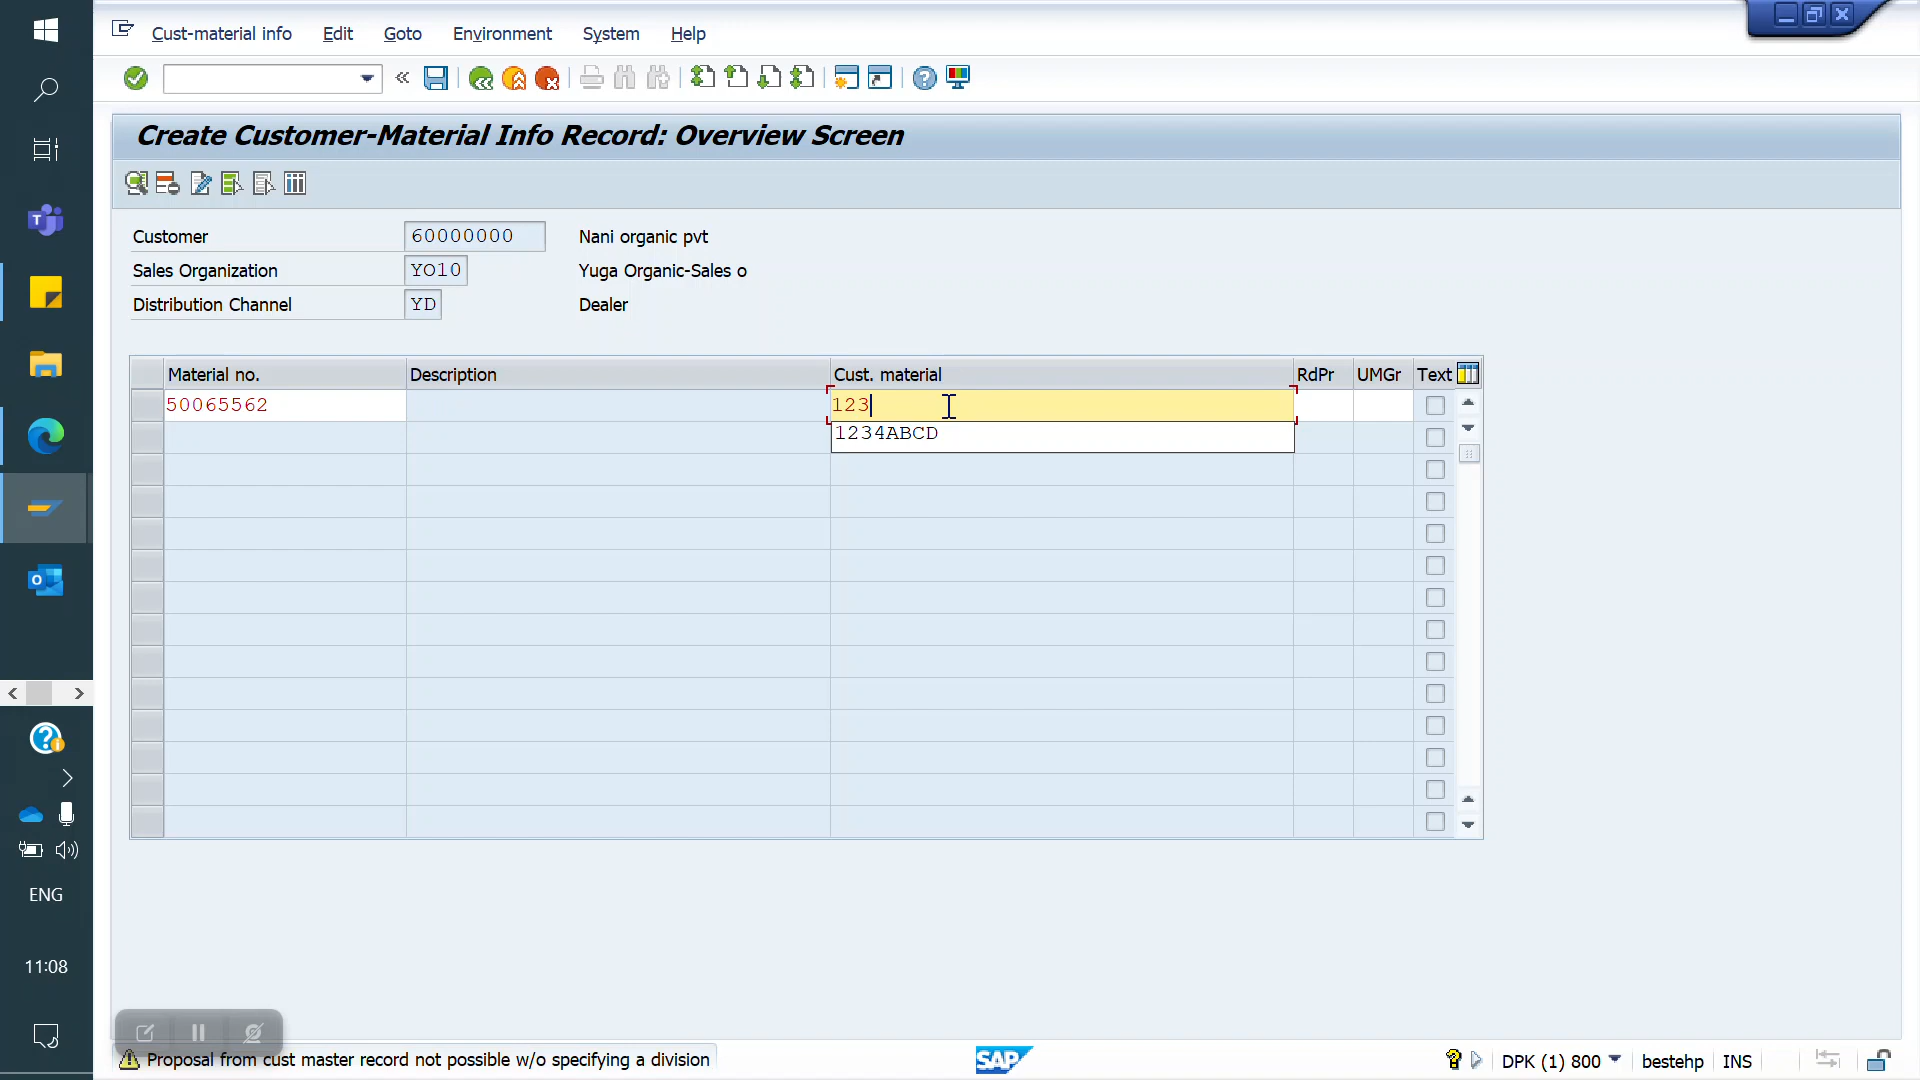 Cust-material info Edit Goto Environment System Help
Create Customer-Material Info Record: Overview Screen
Customer 60000000 Nani organic pvt
Sales Organization YO10 Yuga Organic-Sales o
Distribution Channel YD Dealer
Material no. Description Cust. material RdPr UMGr Text
50065562 123
1234ABCD
ENG
11:08
Proposal from cust master record not possible w/o specifying a division
SAP
DPK (1) 800 bestehp INS